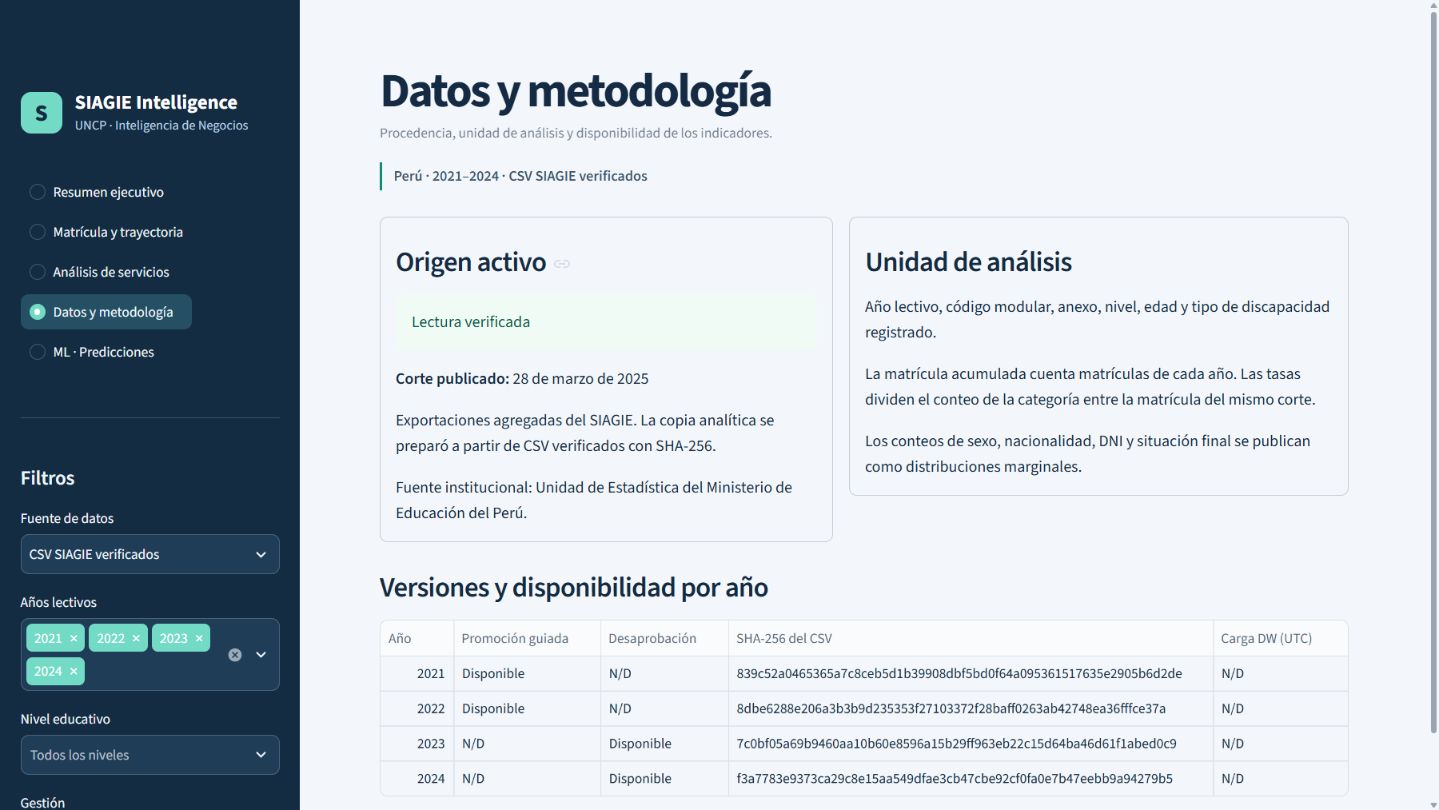 S
SIAGIE Intelligence
UNCP · Inteligencia de Negocios
Resumen ejecutivo
Matrícula y trayectoria
Análisis de servicios
Datos y metodología
ML · Predicciones
Filtros
Fuente de datos
CSV SIAGIE verificados
Años lectivos
2021 × 2022 × 2023 ×
2024 ×
Nivel educativo
Todos los niveles
Gestión
Datos y metodología
Procedencia, unidad de análisis y disponibilidad de los indicadores.
Perú · 2021–2024 · CSV SIAGIE verificados
Origen activo
Lectura verificada
Corte publicado: 28 de marzo de 2025
Exportaciones agregadas del SIAGIE. La copia analítica se
preparó a partir de CSV verificados con SHA-256.
Fuente institucional: Unidad de Estadística del Ministerio de
Educación del Perú.
Unidad de análisis
Año lectivo, código modular, anexo, nivel, edad y tipo de discapacidad
registrado.
La matrícula acumulada cuenta matrículas de cada año. Las tasas
dividen el conteo de la categoría entre la matrícula del mismo corte.
Los conteos de sexo, nacionalidad, DNI y situación final se publican
como distribuciones marginales.
Versiones y disponibilidad por año
Año Promoción guiada Desaprobación SHA-256 del CSV Carga DW (UTC)
2021 Disponible N/D 839c52a0465365a7c8ceb5d1b39908dbf5bd0f64a095361517635e2905b6d2de N/D
2022 Disponible N/D 8dbe6288e206a3b3b9d235353f27103372f28baff0263ab42748ea36fffce37a N/D
2023 N/D Disponible 7c0bf05a69b9460aa10b60e8596a15b29ff963eb22c15d64ba46d61f1abed0c9 N/D
2024 N/D Disponible f3a7783e9373ca29c8e15aa549dfae3cb47cbe92cf0fa0e7b47eebb9a94279b5 N/D